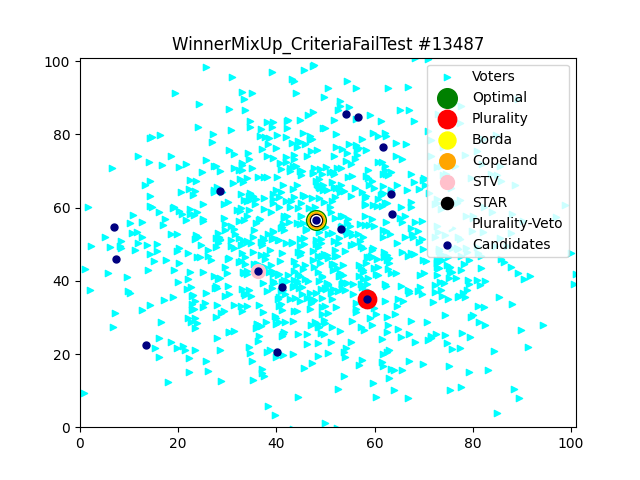 WinnerMixUp_CriteriaFailTest #13487
Voters
Optimal
Plurality
Borda
Copeland
STV
STAR
Plurality-Veto
Candidates
100
80
60
40
20
0
0 20 40 60 80 100